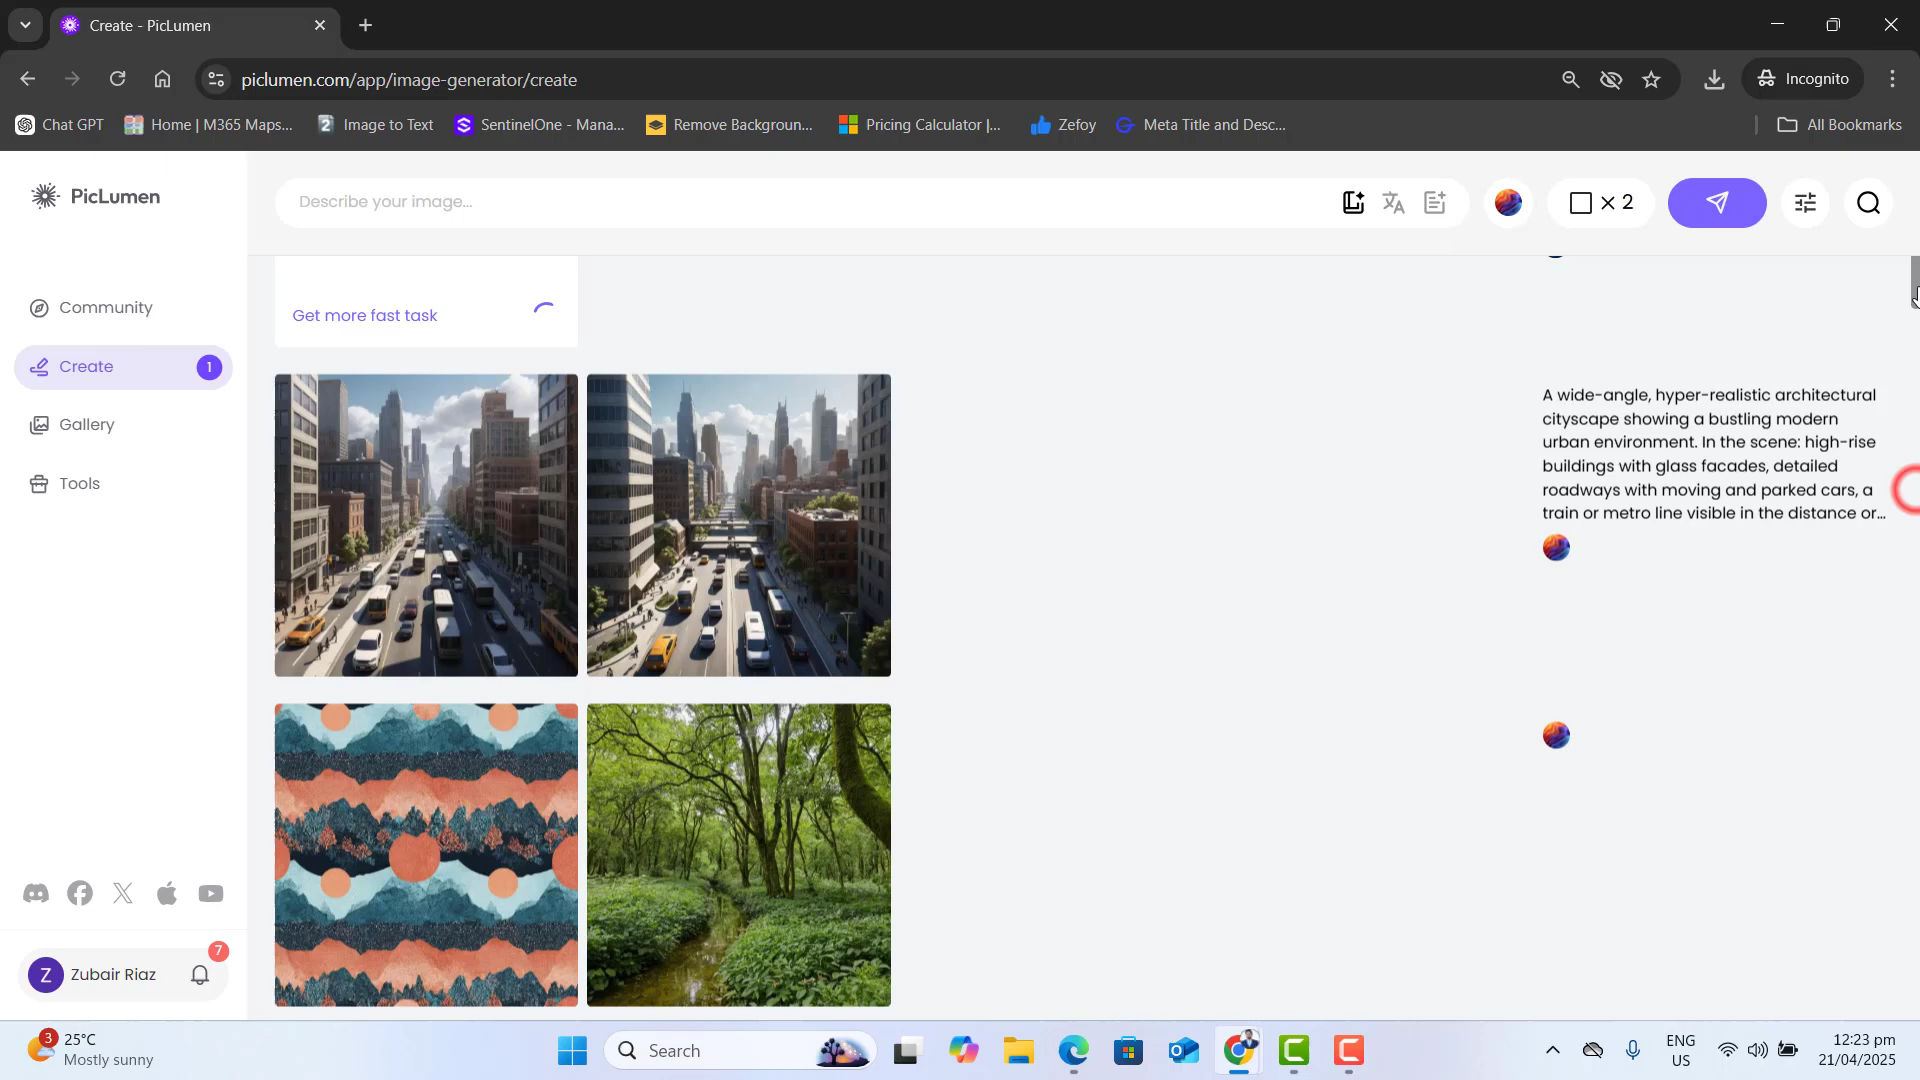 Create - PicLumen
piclumen.com/app/image-generator/create
Incognito
Chat GPT
Home | M365 Maps...
Image to Text
SentinelOne - Mana...
Remove Backgroun...
Pricing Calculator |...
Zefoy
Meta Title and Desc...
All Bookmarks
PicLumen
Describe your image...
× 2
Community
Create
1
Gallery
Tools
Get more fast task
A wide-angle, hyper-realistic architectural
cityscape showing a bustling modern
urban environment. In the scene: high-rise
buildings with glass facades, detailed
roadways with moving and parked cars, a
train or metro line visible in the distance or...
7
Z
Zubair Riaz
3
25°C
Mostly sunny
Search
ENG
US
12:23 pm
21/04/2025